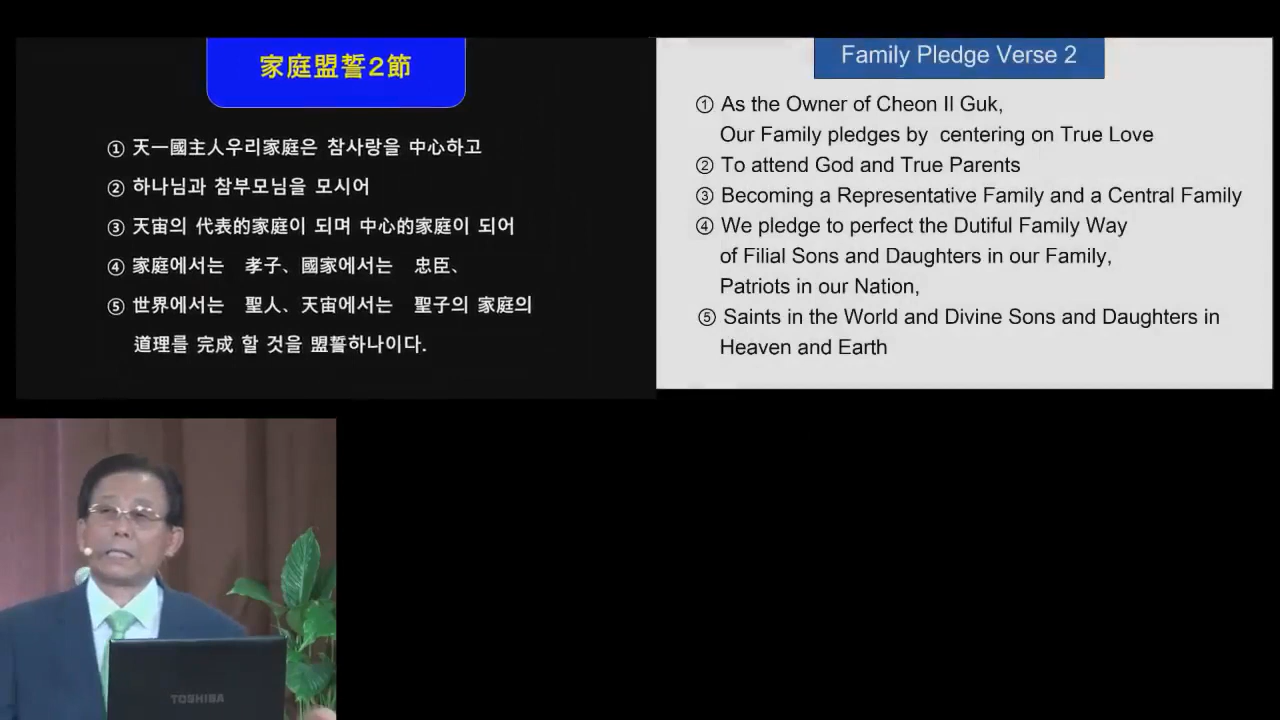 家庭盟誓2節
① 天一國主人우리家庭은 참사랑을 中心하고
② 하나님과 참부모님을 모시어
③ 天宙의 代表的家庭이 되며 中心的家庭이 되어
④ 家庭에서는 孝子、國家에서는 忠臣、
⑤ 世界에서는 聖人、天宙에서는 聖子의 家庭의
道理를 完成 할 것을 盟誓하나이다.
Family Pledge Verse 2
① As the Owner of Cheon Il Guk,
Our Family pledges by centering on True Love
② To attend God and True Parents
③ Becoming a Representative Family and a Central Family
④ We pledge to perfect the Dutiful Family Way
of Filial Sons and Daughters in our Family,
Patriots in our Nation,
⑤ Saints in the World and Divine Sons and Daughters in
Heaven and Earth
TOSHIBA